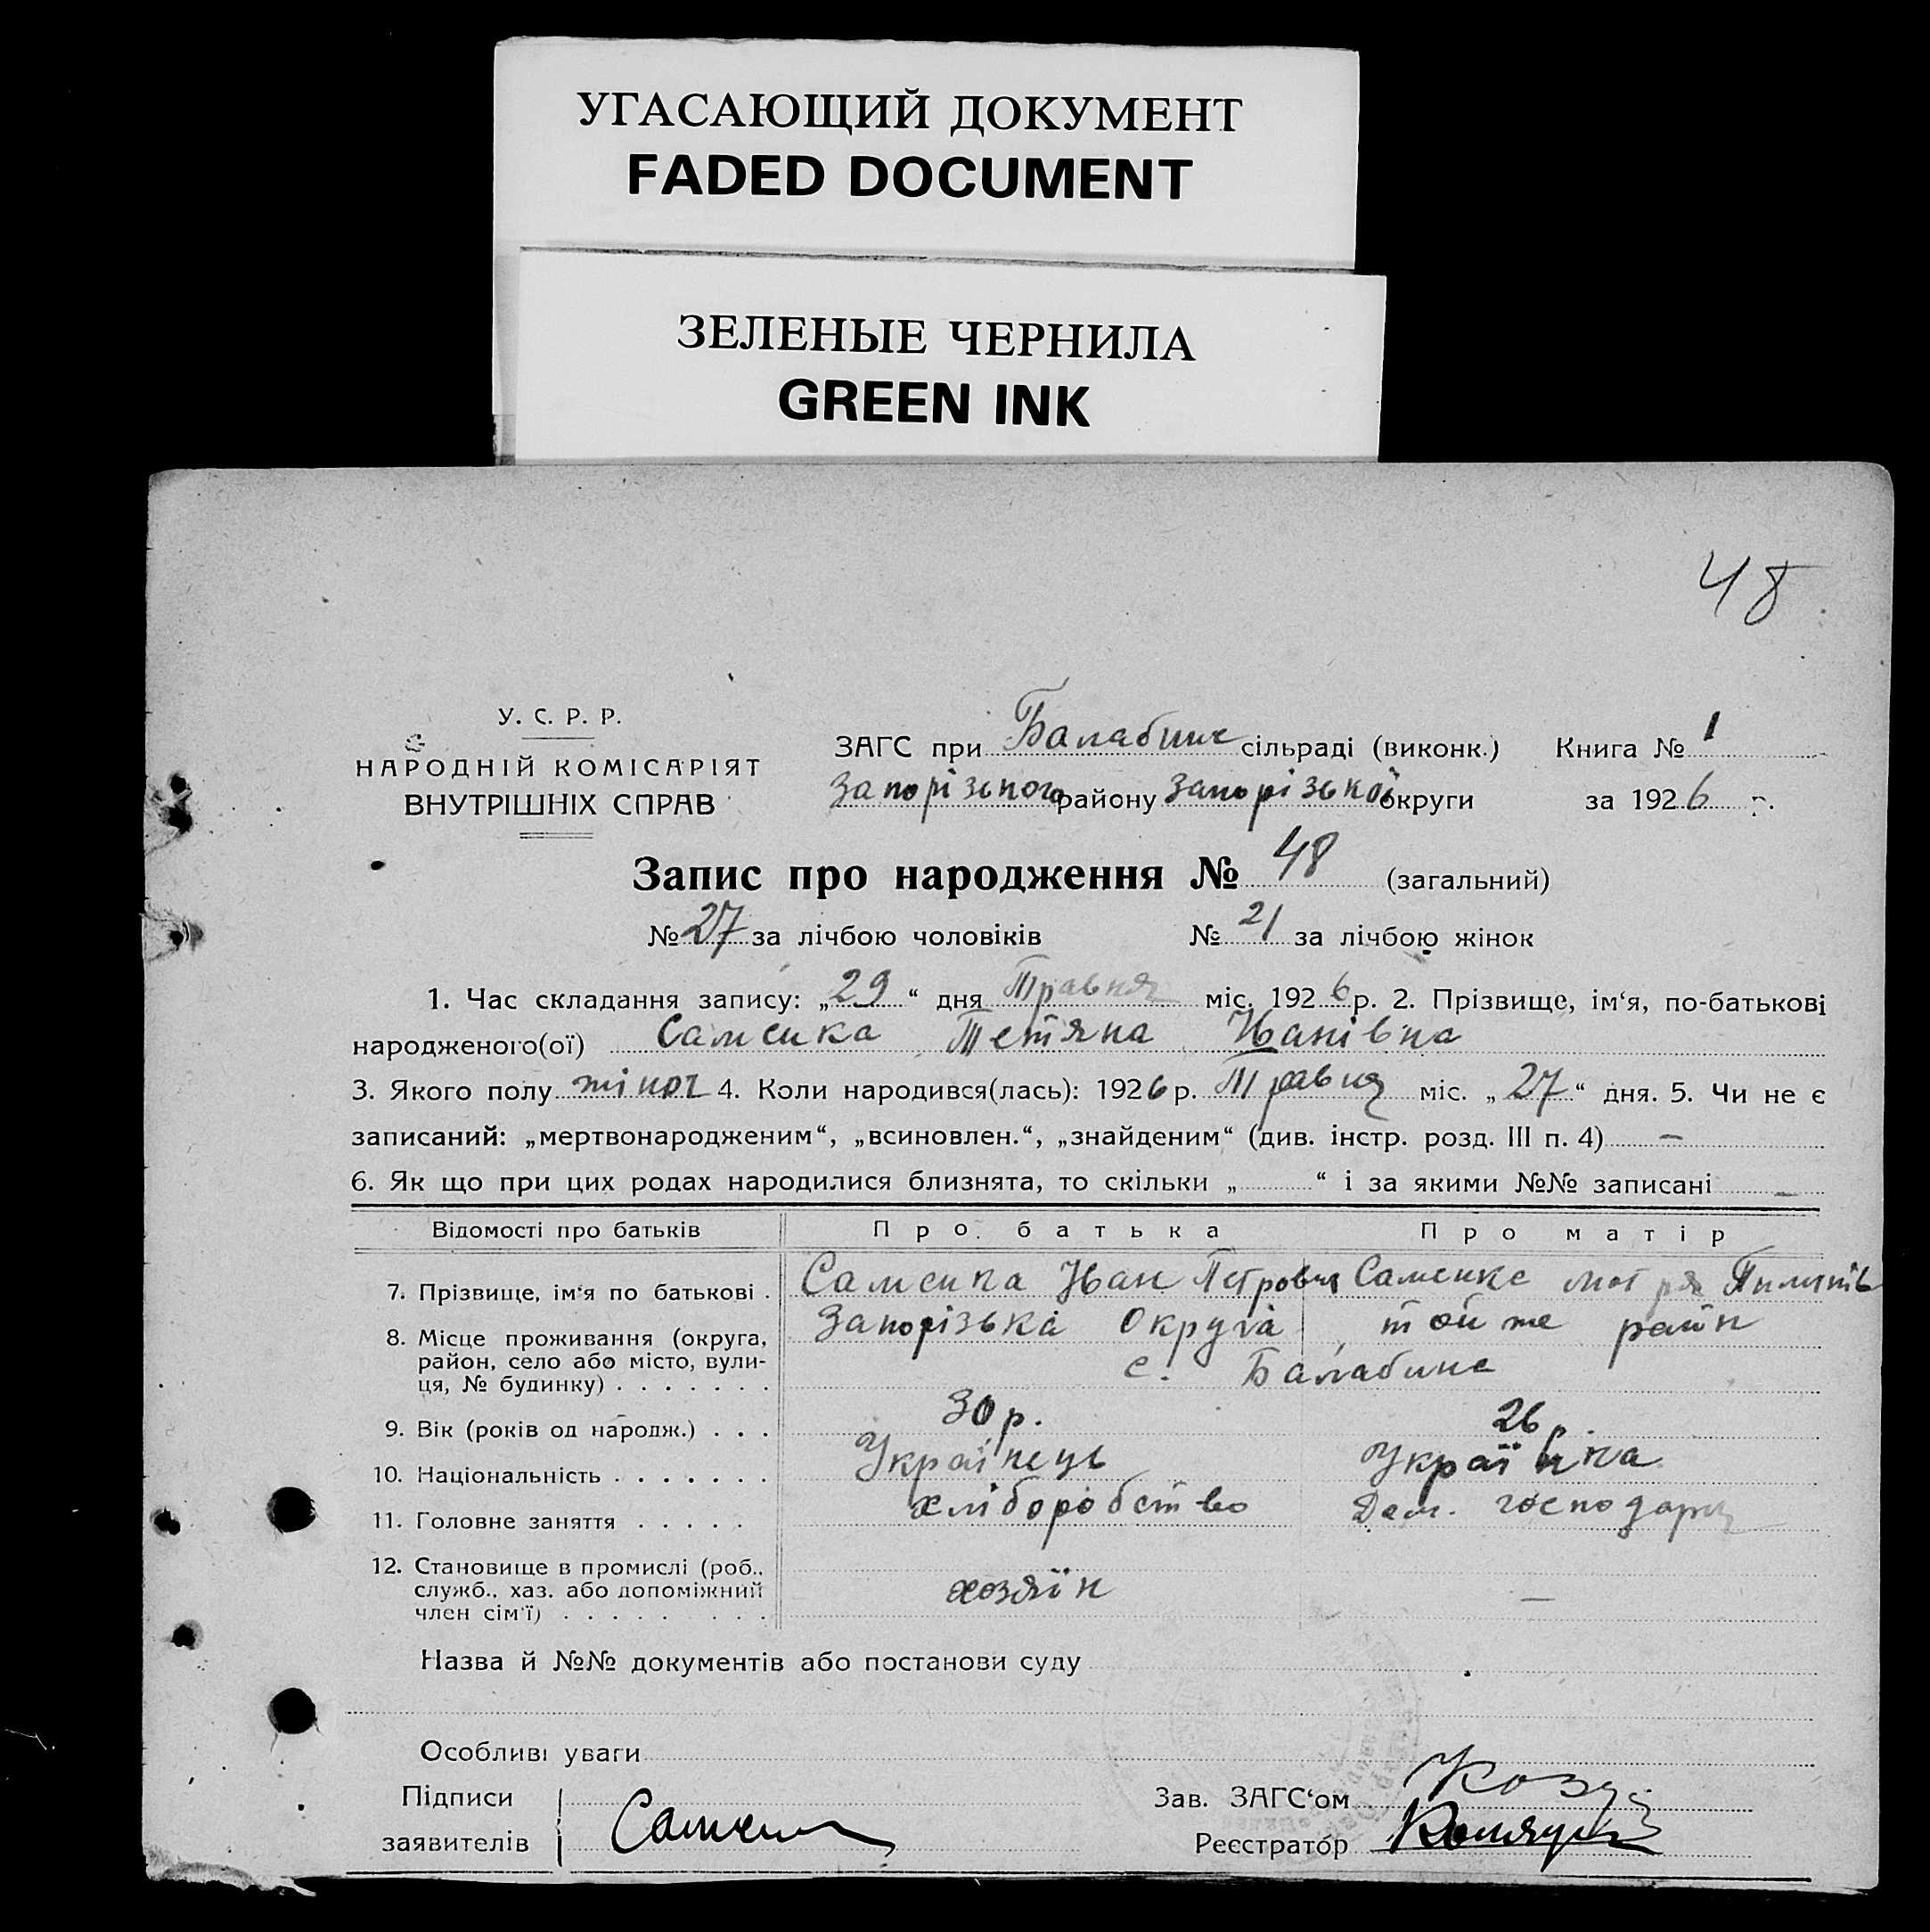 УГАСАЮЩИЙ ДОКУМЕНТ
FADED DOCUMENT
ЗЕЛЕНЫЕ ЧЕРНИЛА
GREEN INK
48
У. С. Р. Р.
НАРОДНІЙ КОМІСАРІЯТ
ВНУТРІШНІХ СПРАВ
ЗАГС при Балабине сільраді (виконк.) Книга № 1
Запорізького району Запорізької округи за 1926 р.
Запис про народження № 48 (загальний)
№ 27 за лічбою чоловіків № 21 за лічбою жінок
1. Час складання запису: „29“ дня Травня міс. 1926 р. 2. Прізвище, ім‘я, по-батькові
народженого(ої) Самсика Тетяна Іванівна
3. Якого полу жіноч 4. Коли народився(лась): 1926 р. Травня міс. „27“ дня. 5. Чи не є
записаний: „мертвонародженим“, „всиновлен.“, „знайденим“ (див. інстр. розд. III п. 4) —
6. Як що при цих родах народилися близнята, то скільки „ “ і за якими №№ записані —
Відомості про батьків Про батька Про матір
7. Прізвище, ім‘я по батькові . Самсика Іван Петрович Самсике Мотря
8. Місце проживання (округа, район, село або місто, вулиця, № будинку) . . . . . . . Запорізька Округа той же район
с. Балабине
9. Вік (років од народж.) . . . 30 р. 26 р.
10. Національність . . . . . . . Українець Українка
11. Головне заняття . . . . . хліборобство Дом. господарц
12. Становище в промислі (роб., служб., хаз. або допоміжний член сім‘ї) . . . . . . . . . хозяїн —
Назва й №№ документів або постанови суду
Особливі уваги
Підписи заявителів
Зав. ЗАГС‘ом
Реєстратор